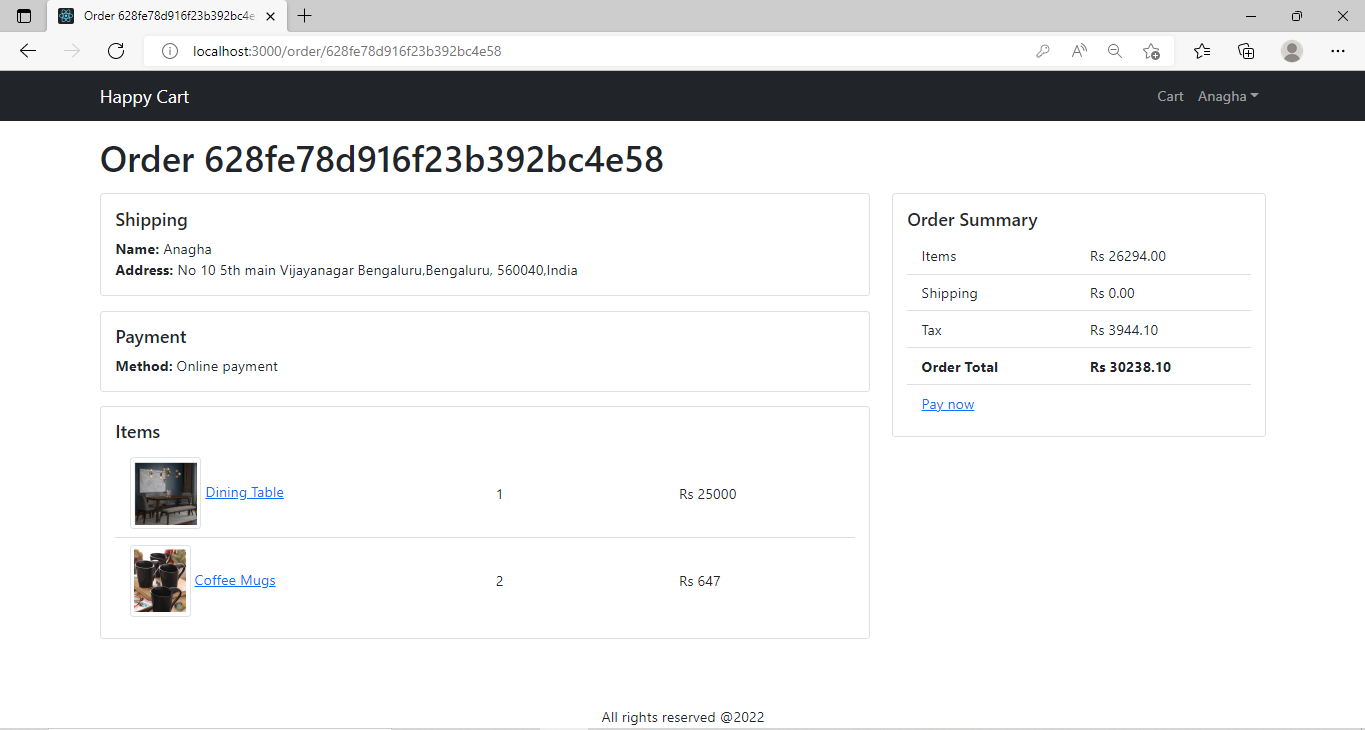 Order 628fe78d916f23b392bc4e
localhost:3000/order/628fe78d916f23b392bc4e58
Happy Cart
Cart Anagha
Order 628fe78d916f23b392bc4e58
Shipping
Name: Anagha
Address: No 10 5th main Vijayanagar Bengaluru,Bengaluru, 560040,India
Payment
Method: Online payment
Items
Dining Table 1 Rs 25000
Coffee Mugs 2 Rs 647
Order Summary
Items Rs 26294.00
Shipping Rs 0.00
Tax Rs 3944.10
Order Total Rs 30238.10
Pay now
All rights reserved @2022